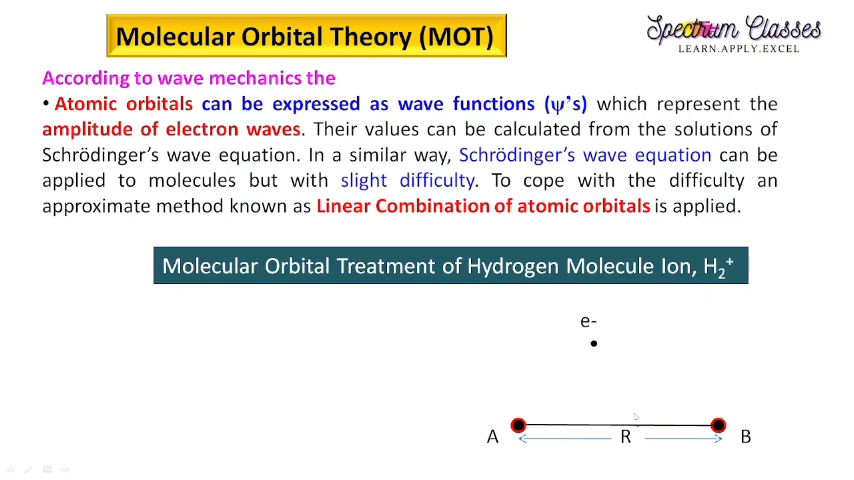 Molecular Orbital Theory (MOT)
Spectrum Classes
LEARN.APPLY.EXCEL
According to wave mechanics the
• Atomic orbitals can be expressed as wave functions (ψ's) which represent the
amplitude of electron waves. Their values can be calculated from the solutions of
Schrödinger's wave equation. In a similar way, Schrödinger's wave equation can be
applied to molecules but with slight difficulty. To cope with the difficulty an
approximate method known as Linear Combination of atomic orbitals is applied.
Molecular Orbital Treatment of Hydrogen Molecule Ion, H₂⁺
e-
A R B